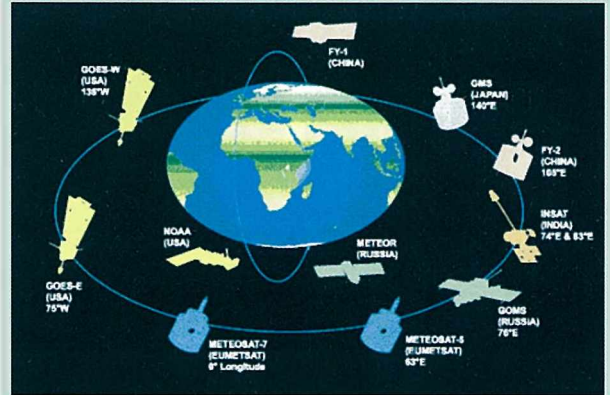 FY-1
(CHINA)
GOES-W
(USA)
135°W
GMS
(JAPAN)
140°E
FY-2
(CHINA)
105°E
INSAT
(INDIA)
74°E & 83°E
NOAA
(USA)
METEOR
(RUSSIA)
GOES-E
(USA)
75°W
GOMS
(RUSSIA)
76°E
METEOSAT-7
(EUMETSAT)
0° Longitude
METEOSAT-5
(EUMETSAT)
63°E